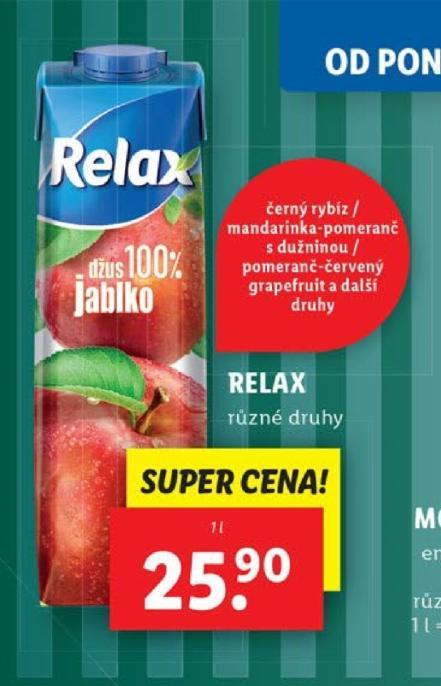 OD PON
Relax
džus 100%
jablko
černý rybíz /
mandarinka-pomeranč
s dužninou /
pomeranč-červený
grapefruit a další
druhy
RELAX
různé druhy
SUPER CENA!
1 l
25.90
M
er
růz
1 l =